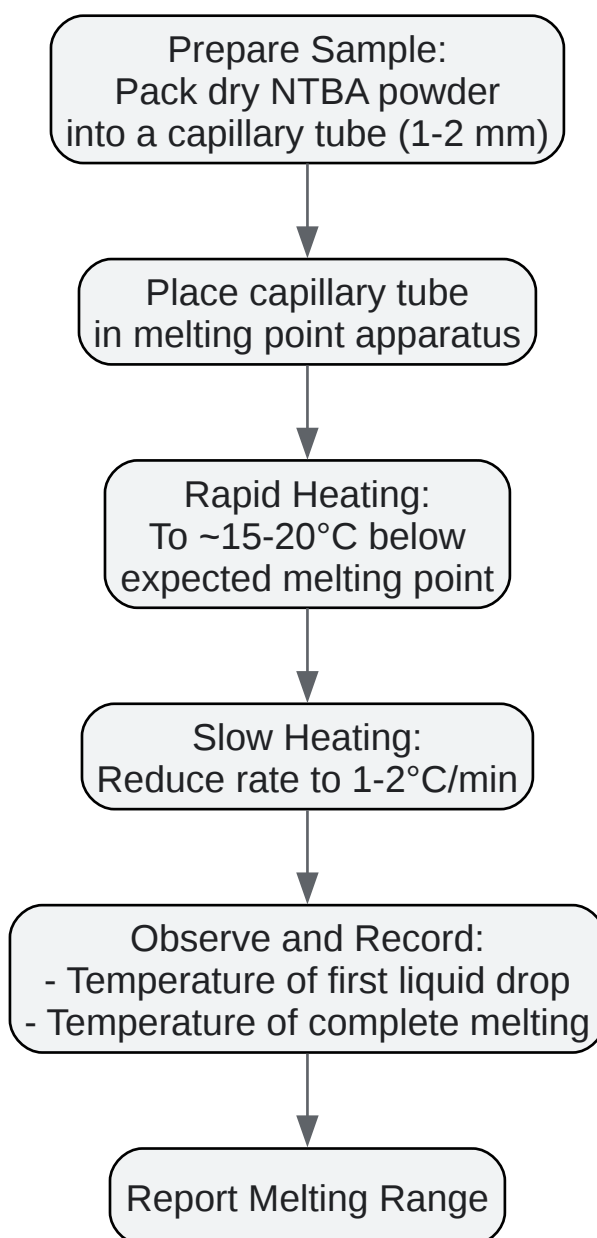 Prepare Sample:
Pack dry NTBA powder
into a capillary tube (1-2 mm)
Place capillary tube
in melting point apparatus
Rapid Heating:
To ~15-20°C below
expected melting point
Slow Heating:
Reduce rate to 1-2°C/min
Observe and Record:
- Temperature of first liquid drop
- Temperature of complete melting
Report Melting Range